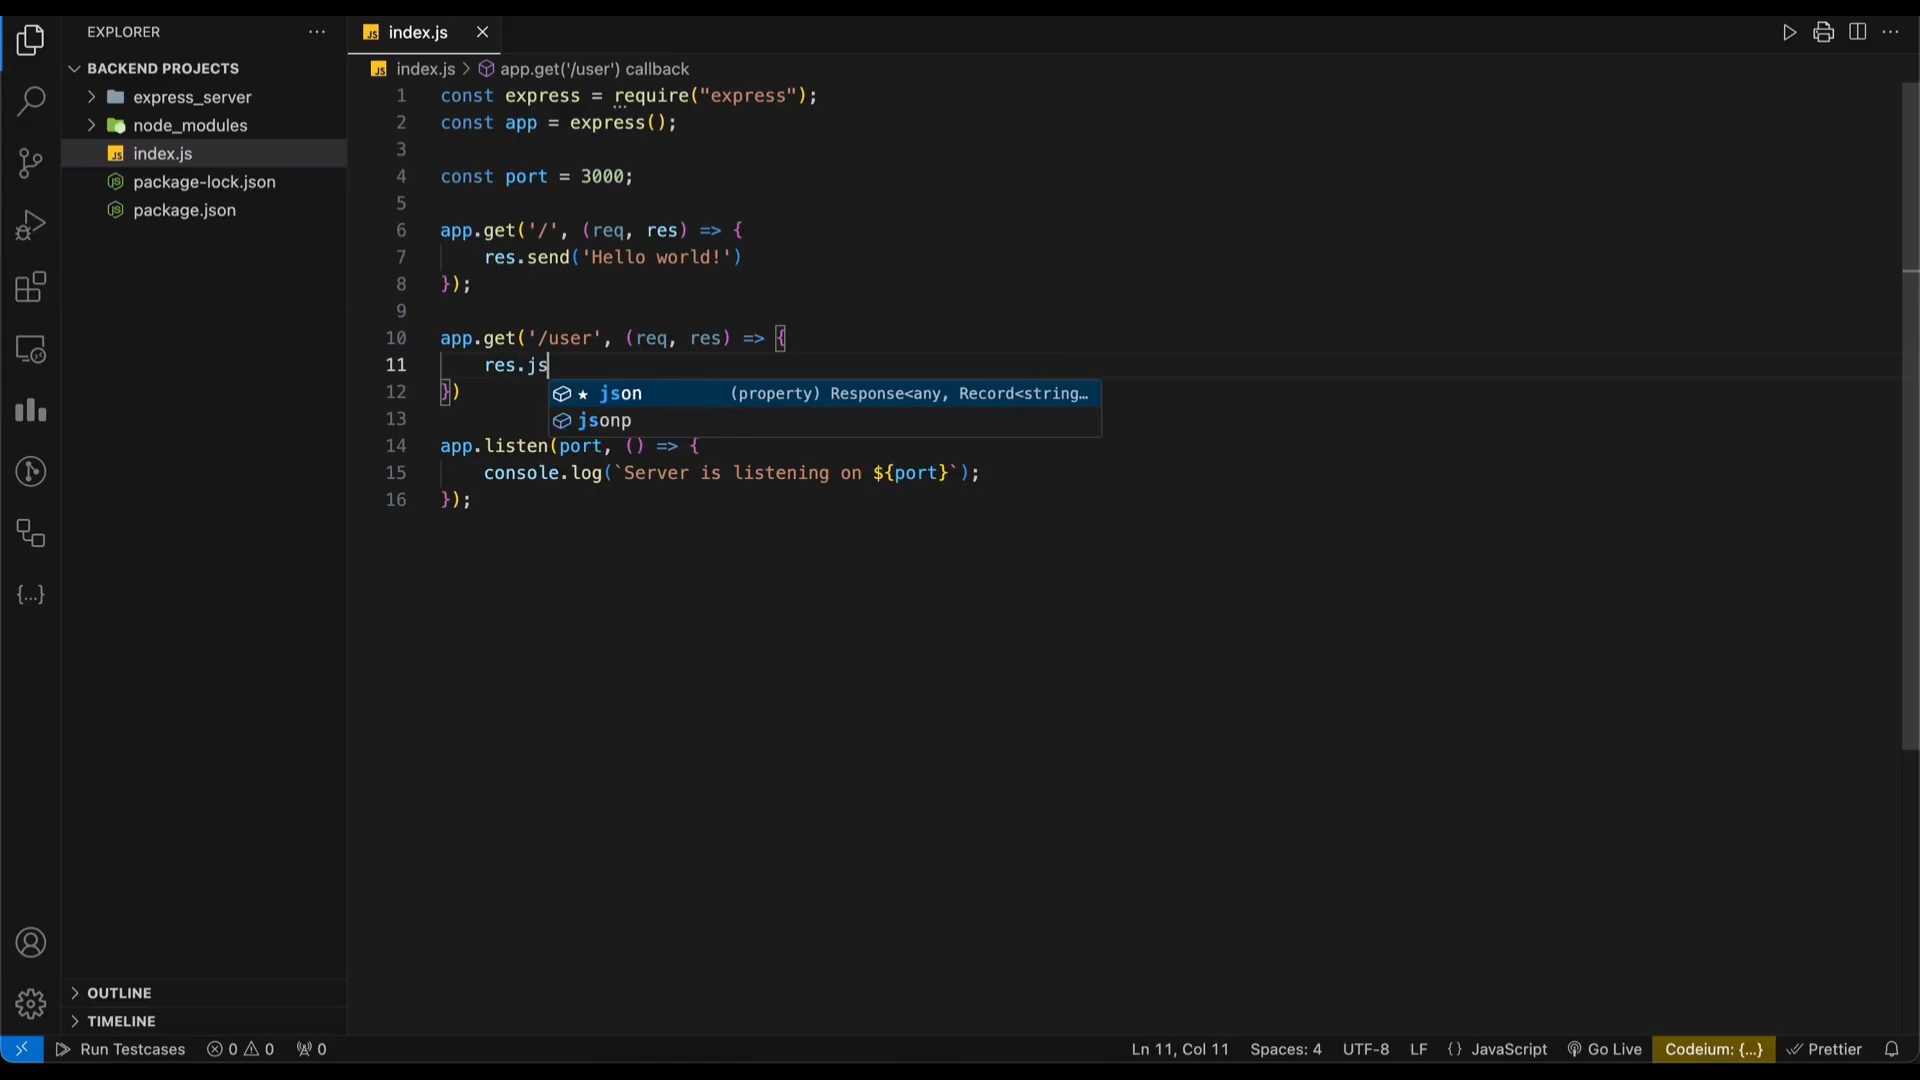 EXPLORER
BACKEND PROJECTS
express_server
node_modules
JS index.js
package-lock.json
package.json
OUTLINE
TIMELINE
JS index.js
JS index.js > app.get('/user') callback
1 const express = require("express");
2 const app = express();
3
4 const port = 3000;
5
6 app.get('/', (req, res) => {
7 res.send('Hello world!')
8 });
9
10 app.get('/user', (req, res) => {
11 res.js
json (property) Response<any, Record<string…
12 })
jsonp
13
14 app.listen(port, () => {
15 console.log(`Server is listening on ${port}`);
16 });
Run Testcases 0 0 0 Ln 11, Col 11 Spaces: 4 UTF-8 LF {} JavaScript Go Live Codeium: {...} Prettier